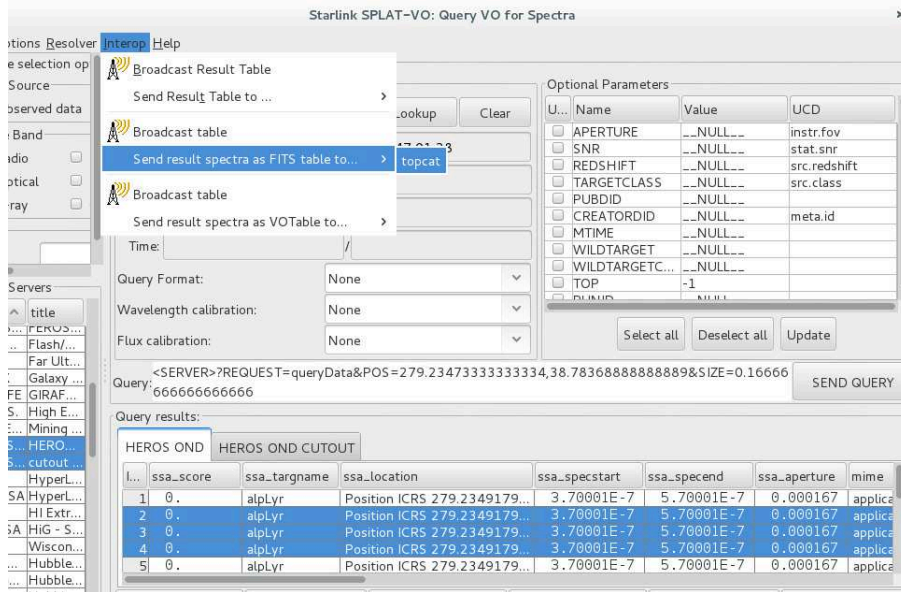 Starlink SPLAT-VO: Query VO for Spectra
ptions Resolver Interop Help
e selection op
Source
bserved data
Band
adio
ptical
-ray
Broadcast Result Table
Send Result Table to ...
Broadcast table
Send result spectra as FITS table to...
topcat
Broadcast table
Send result spectra as VOTable to...
Lookup Clear
Time: /
Query Format: None
Wavelength calibration: None
Flux calibration: None
Optional Parameters
U... Name Value UCD
APERTURE __NULL__ instr.fov
SNR __NULL__ stat.snr
REDSHIFT __NULL__ src.redshift
TARGETCLASS __NULL__ src.class
PUBDID __NULL__
CREATORDID __NULL__ meta.id
MTIME __NULL__
WILDTARGET __NULL__
WILDTARGETC... __NULL__
TOP -1
Select all Deselect all Update
Query: <SERVER>?REQUEST=queryData&POS=279.23473333333334,38.78368888888889&SIZE=0.16666
666666666666
SEND QUERY
Servers
title
FEROS...
Flash/...
Far Ult...
Galaxy ...
FE GIRAF...
S. High E...
E... Mining ...
S... HERO...
S... cutout ...
HyperL...
SA HyperL...
HI Extr...
SA HiG - S...
Wiscon...
... Hubble...
... Hubble...
Query results:
HEROS OND HEROS OND CUTOUT
I... ssa_score ssa_targname ssa_location ssa_specstart ssa_specend ssa_aperture mime
1 0. alpLyr Position ICRS 279.2349179... 3.70001E-7 5.70001E-7 0.000167 applica
2 0. alpLyr Position ICRS 279.2349179... 3.70001E-7 5.70001E-7 0.000167 applica
3 0. alpLyr Position ICRS 279.2349179... 3.70001E-7 5.70001E-7 0.000167 applica
4 0. alpLyr Position ICRS 279.2349179... 3.70001E-7 5.70001E-7 0.000167 applica
5 0. alpLyr Position ICRS 279.2349179... 3.70001E-7 5.70001E-7 0.000167 applica